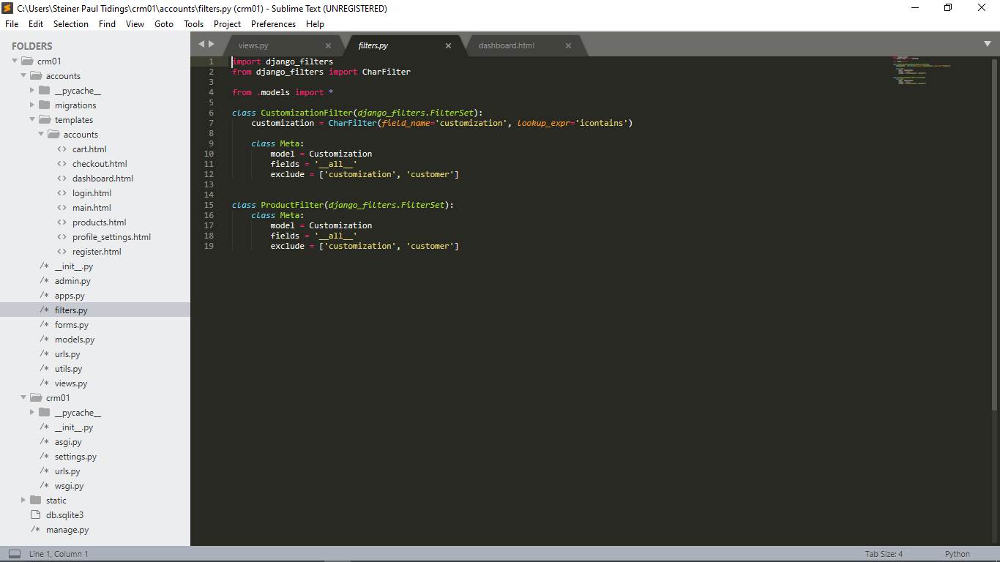 C:\Users\Steiner Paul Tidings\crm01\accounts\filters.py (crm01) - Sublime Text (UNREGISTERED)
File Edit Selection Find View Goto Tools Project Preferences Help
FOLDERS
crm01
accounts
__pycache__
migrations
templates
accounts
<> cart.html
<> checkout.html
<> dashboard.html
<> login.html
<> main.html
<> products.html
<> profile_settings.html
<> register.html
/* __init__.py
/* admin.py
/* apps.py
/* filters.py
/* forms.py
/* models.py
/* urls.py
/* utils.py
/* views.py
crm01
__pycache__
/* __init__.py
/* asgi.py
/* settings.py
/* urls.py
/* wsgi.py
static
db.sqlite3
/* manage.py
views.py filters.py dashboard.html
1 import django_filters
2 from django_filters import CharFilter
3
4 from .models import *
5
6 class CustomizationFilter(django_filters.FilterSet):
7     customization = CharFilter(field_name='customization', lookup_expr='icontains')
8
9     class Meta:
10         model = Customization
11         fields = '__all__'
12         exclude = ['customization', 'customer']
13
14
15 class ProductFilter(django_filters.FilterSet):
16     class Meta:
17         model = Customization
18         fields = '__all__'
19         exclude = ['customization', 'customer']
Line 1, Column 1 Tab Size: 4 Python